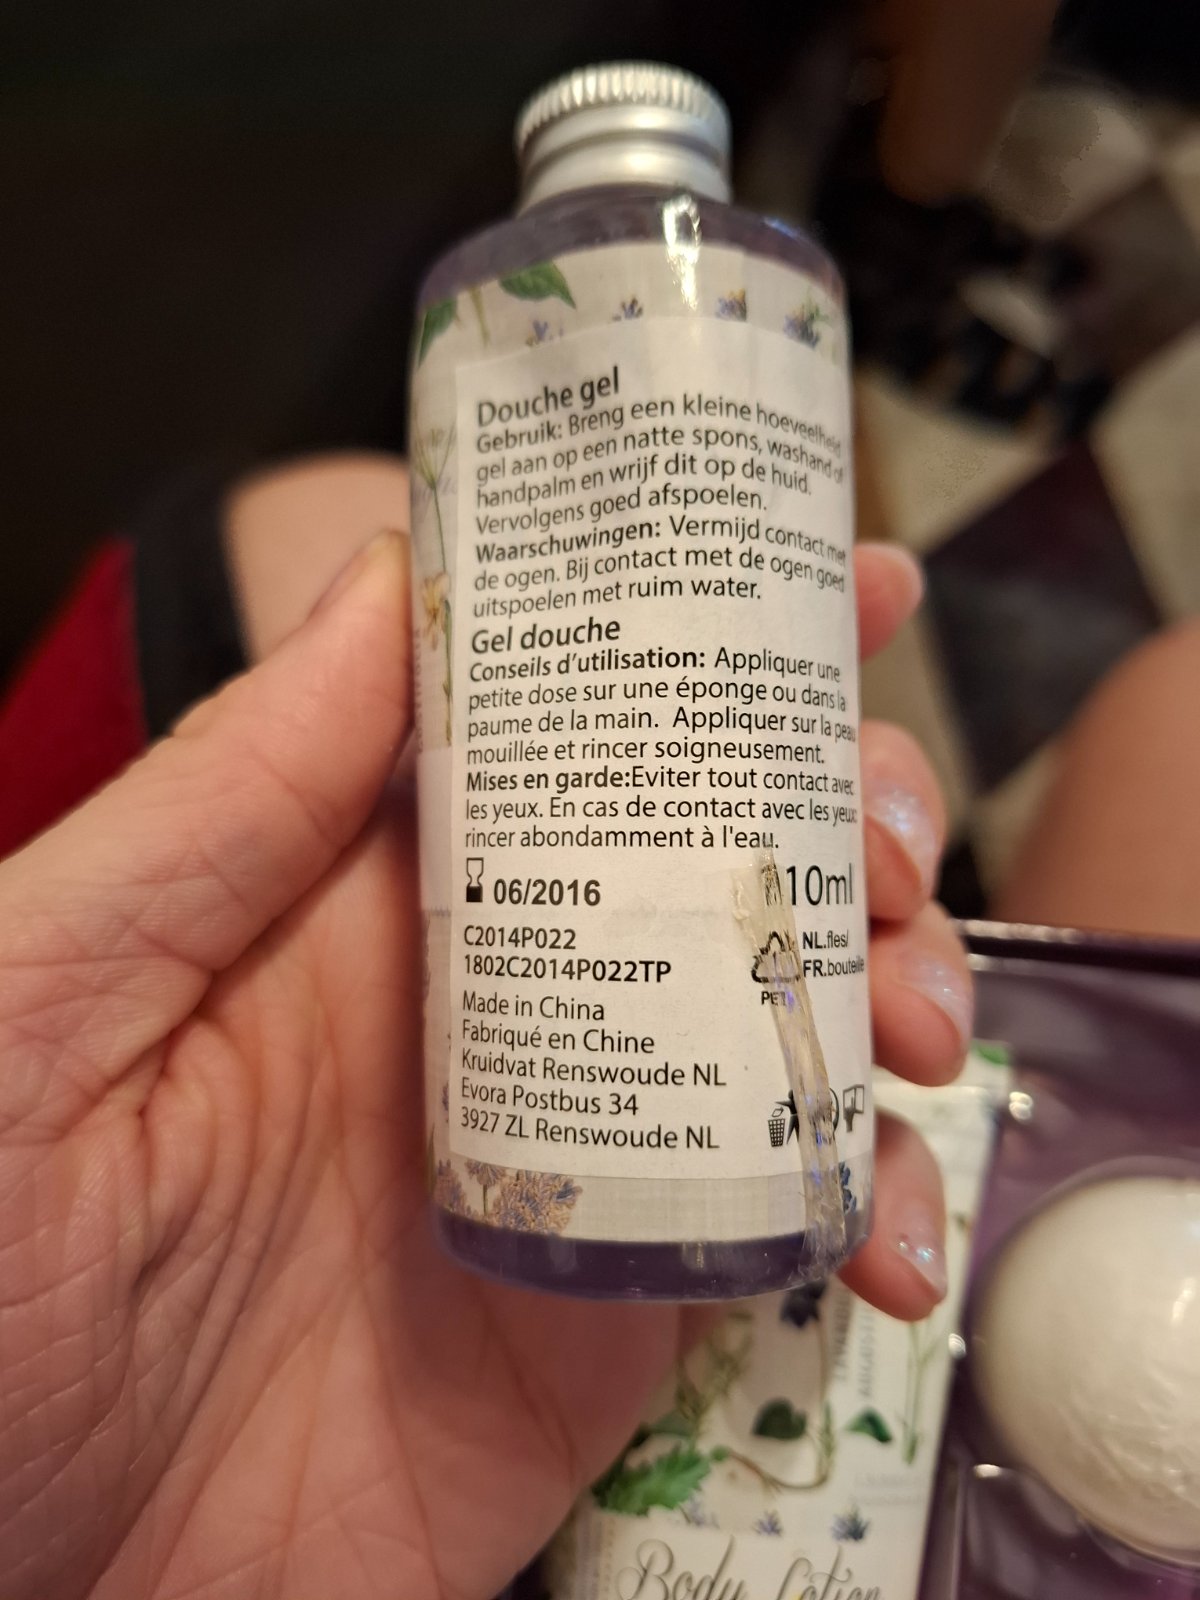 Douche gel
Gebruik: Breng een kleine hoeveelheid
gel aan op een natte spons, washand of
handpalm en wrijf dit op de huid.
Vervolgens goed afspoelen.
Waarschuwingen: Vermijd contact met
de ogen. Bij contact met de ogen goed
uitspoelen met ruim water.
Gel douche
Conseils d'utilisation: Appliquer une
petite dose sur une éponge ou dans la
paume de la main. Appliquer sur la peau
mouillée et rincer soigneusement.
Mises en garde:Eviter tout contact avec
les yeux. En cas de contact avec les yeux:
rincer abondamment à l'eau.
06/2016
10ml
C2014P022
1802C2014P022TP
NL.fles/
FR.bouteille
1
PET
Made in China
Fabriqué en Chine
Kruidvat Renswoude NL
Evora Postbus 34
3927 ZL Renswoude NL
Body Lotion